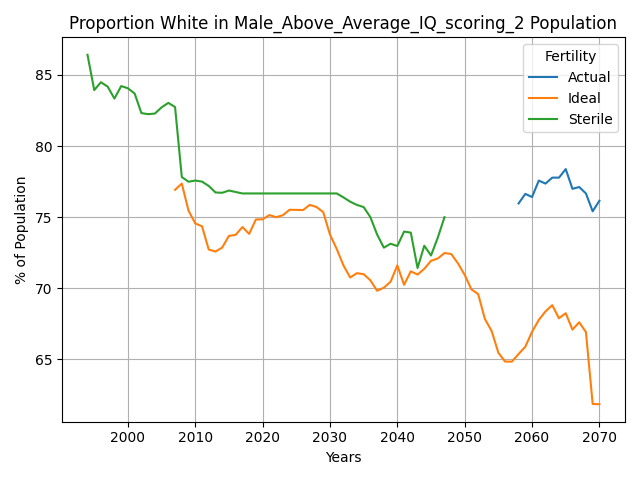 Proportion White in Male_Above_Average_IQ_scoring_2 Population
Fertility
Actual
Ideal
Sterile
85
80
75
70
65
% of Population
2000 2010 2020 2030 2040 2050 2060 2070
Years